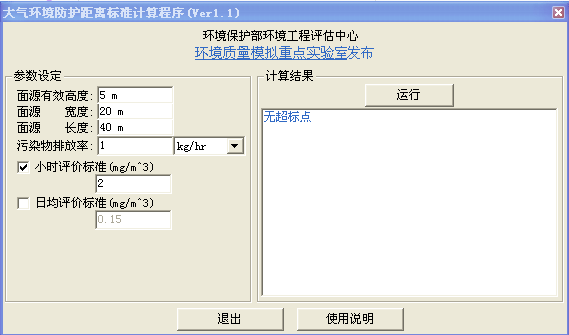 大气环境防护距离标准计算程序(Ver1.1)
环境保护部环境工程评估中心
环境质量模拟重点实验室发布
参数设定
面源有效高度: 5 m
面源 宽度: 20 m
面源 长度: 40 m
污染物排放率: 1 kg/hr
小时评价标准(mg/m^3)
2
日均评价标准(mg/m^3)
0.15
计算结果
运行
无超标点
退出
使用说明